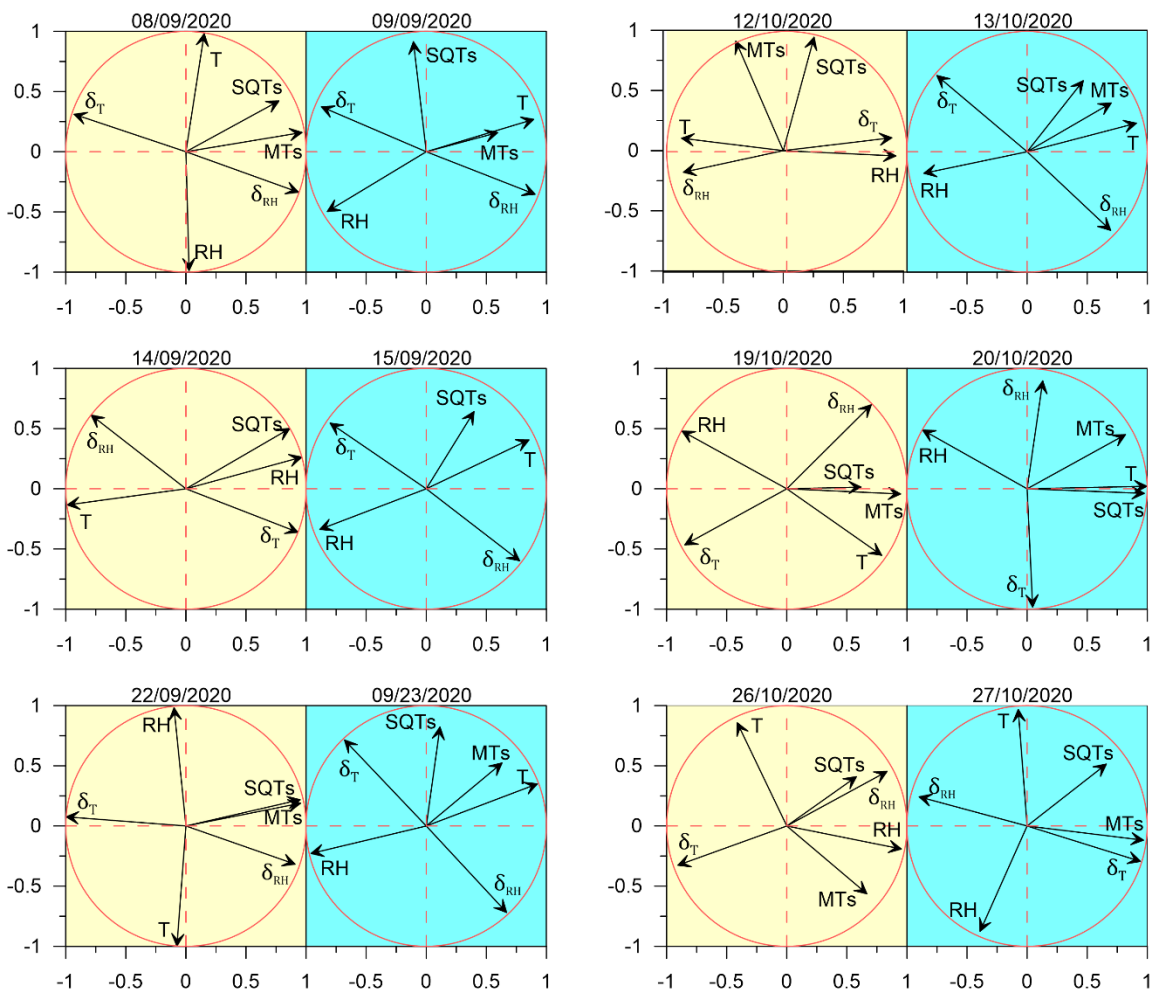 08/09/2020 09/09/2020 12/10/2020 13/10/2020
1 1
T SQTs MTs SQTs
SQTs δT SQTs
0.5 δT δT T 0.5 MTs
MTs T δT T
0 MTs 0
δRH RH RH
-0.5 δRH RH -0.5 δRH δRH
RH
-1 -1
-1 -0.5 0 0.5 1 -0.5 0 0.5 1 -1 -0.5 0 0.5 1 -0.5 0 0.5 1
14/09/2020 15/09/2020 19/10/2020 20/10/2020
1 1
SQTs δRH δRH
0.5 δRH SQTs δT T 0.5 RH RH MTs
RH SQTs T
0 0
T MTs SQTs
-0.5 δT RH δRH -0.5 δT T δT
-1 -1
-1 -0.5 0 0.5 1 -0.5 0 0.5 1 -1 -0.5 0 0.5 1 -0.5 0 0.5 1
22/09/2020 09/23/2020 26/10/2020 27/10/2020
1 1
RH SQTs T T
MTs SQTs
0.5 δT T 0.5 SQTs
δT SQTs δRH δRH
MTs
0 0 RH MTs
δRH RH δT δT
-0.5 δRH -0.5 MTs
T RH
-1 -1
-1 -0.5 0 0.5 1 -0.5 0 0.5 1 -1 -0.5 0 0.5 1 -0.5 0 0.5 1